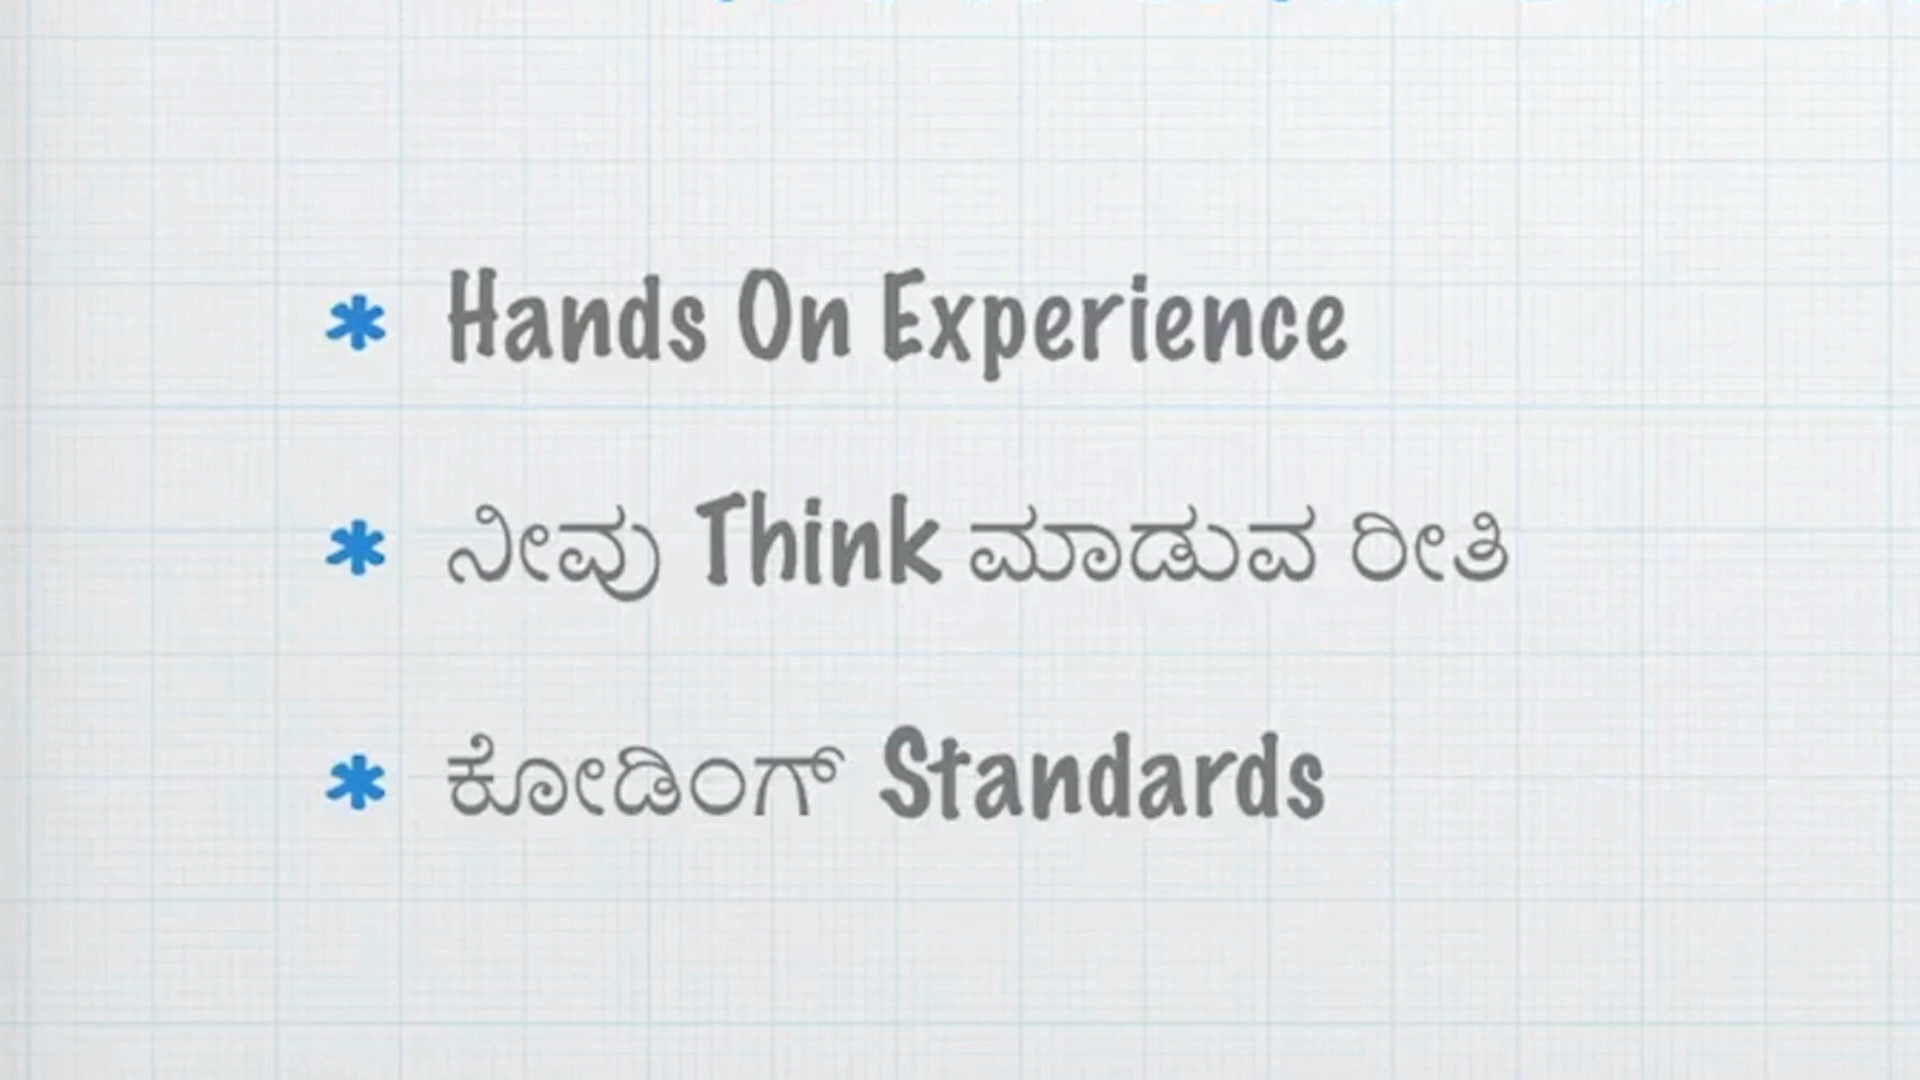 * Hands On Experience
* ನೀವು Think ಮಾಡುವ ರೀತಿ
* ಕೋಡಿಂಗ್ Standards